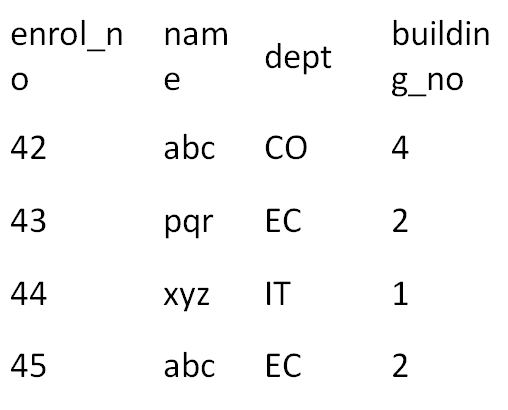 enrol_n nam dept buildin
o e g_no
42 abc CO 4
43 pqr EC 2
44 xyz IT 1
45 abc EC 2